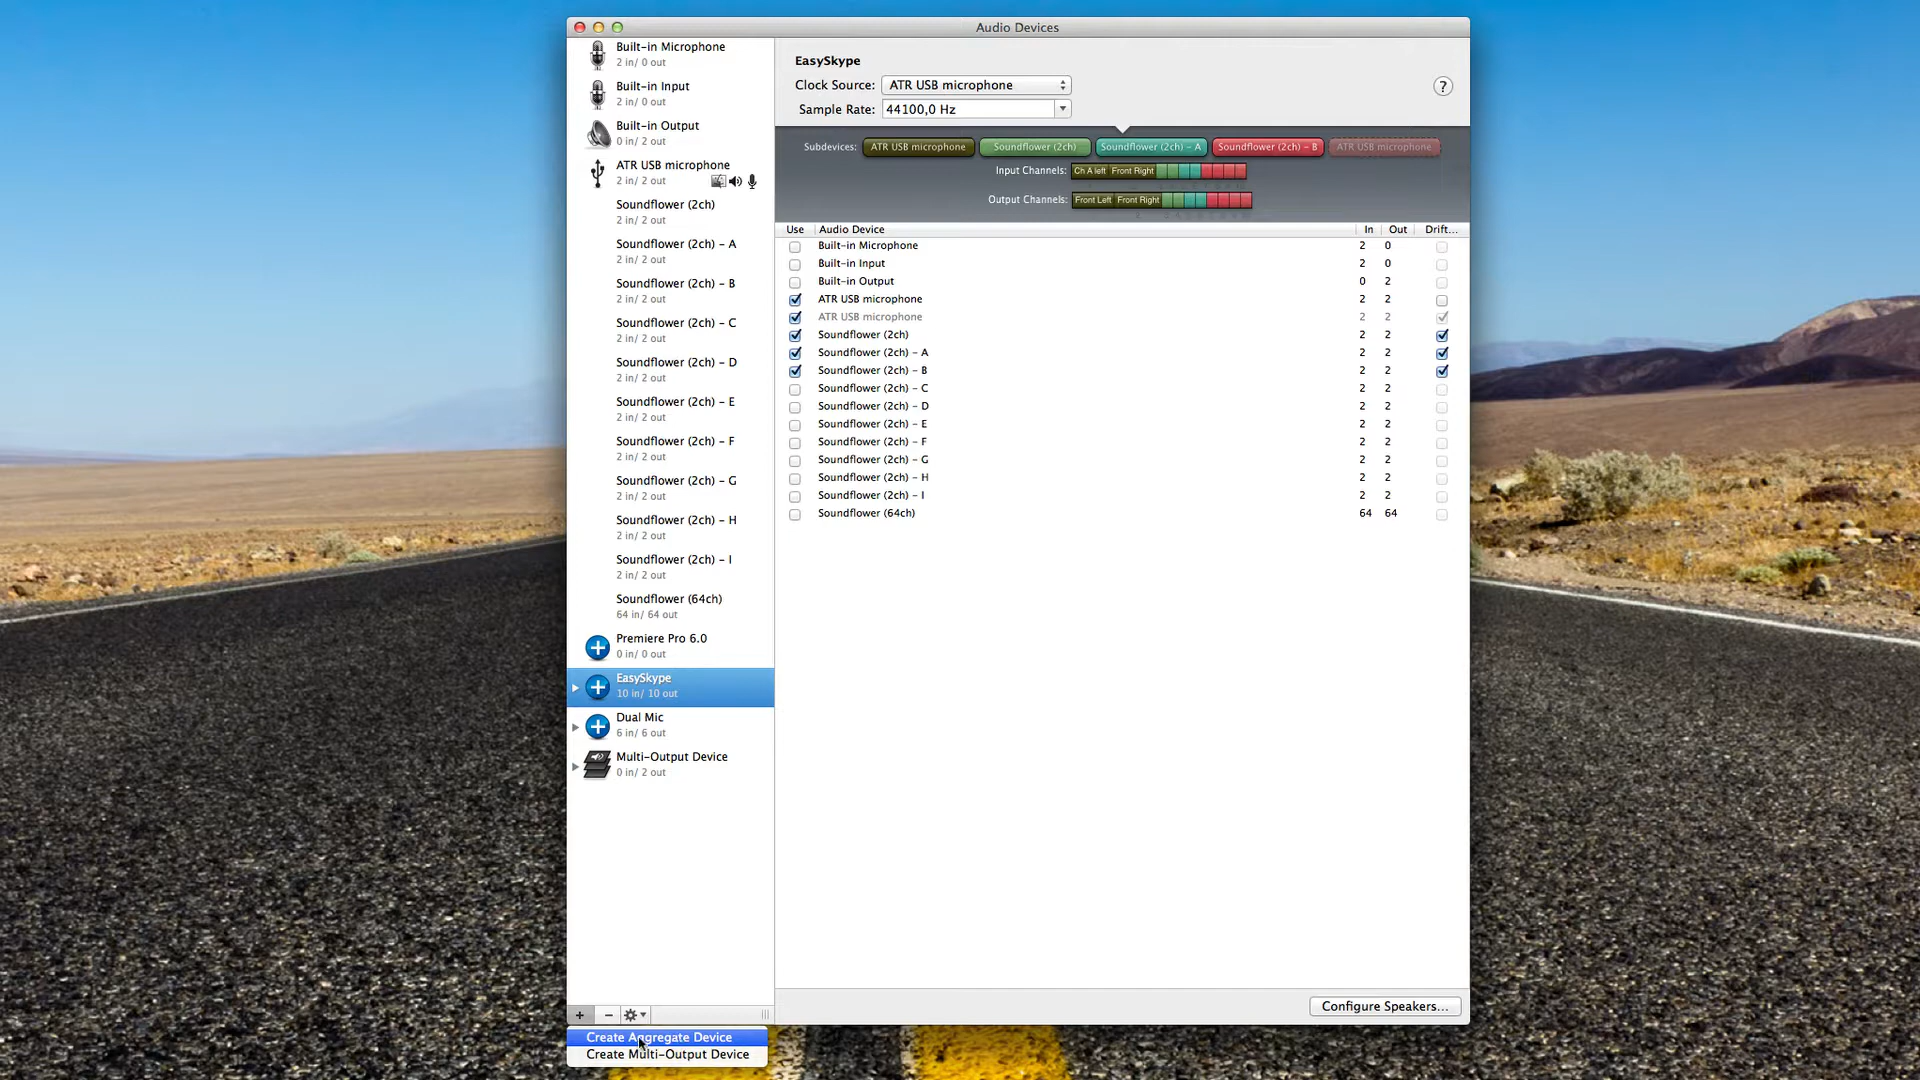 Audio Devices
Built-in Microphone
2 in/ 0 out
Built-in Input
2 in/ 0 out
Built-in Output
0 in/ 2 out
ATR USB microphone
2 in/ 2 out
Soundflower (2ch)
2 in/ 2 out
Soundflower (2ch) - A
2 in/ 2 out
Soundflower (2ch) - B
2 in/ 2 out
Soundflower (2ch) - C
2 in/ 2 out
Soundflower (2ch) - D
2 in/ 2 out
Soundflower (2ch) - E
2 in/ 2 out
Soundflower (2ch) - F
2 in/ 2 out
Soundflower (2ch) - G
2 in/ 2 out
Soundflower (2ch) - H
2 in/ 2 out
Soundflower (2ch) - I
2 in/ 2 out
Soundflower (64ch)
64 in/ 64 out
Premiere Pro 6.0
0 in/ 0 out
EasySkype
10 in/ 10 out
Dual Mic
6 in/ 6 out
Multi-Output Device
0 in/ 2 out
+ −
Create Aggregate Device
Create Multi-Output Device
EasySkype
Clock Source: ATR USB microphone ?
Sample Rate: 44100,0 Hz
Subdevices: ATR USB microphone Soundflower (2ch) Soundflower (2ch) - A Soundflower (2ch) - B ATR USB microphone
Input Channels: Ch A left Front Right
Output Channels: Front Left Front Right
Use Audio Device In Out Drift...
Built-in Microphone 2 0
Built-in Input 2 0
Built-in Output 0 2
ATR USB microphone 2 2
ATR USB microphone 2 2
Soundflower (2ch) 2 2
Soundflower (2ch) - A 2 2
Soundflower (2ch) - B 2 2
Soundflower (2ch) - C 2 2
Soundflower (2ch) - D 2 2
Soundflower (2ch) - E 2 2
Soundflower (2ch) - F 2 2
Soundflower (2ch) - G 2 2
Soundflower (2ch) - H 2 2
Soundflower (2ch) - I 2 2
Soundflower (64ch) 64 64
Configure Speakers...